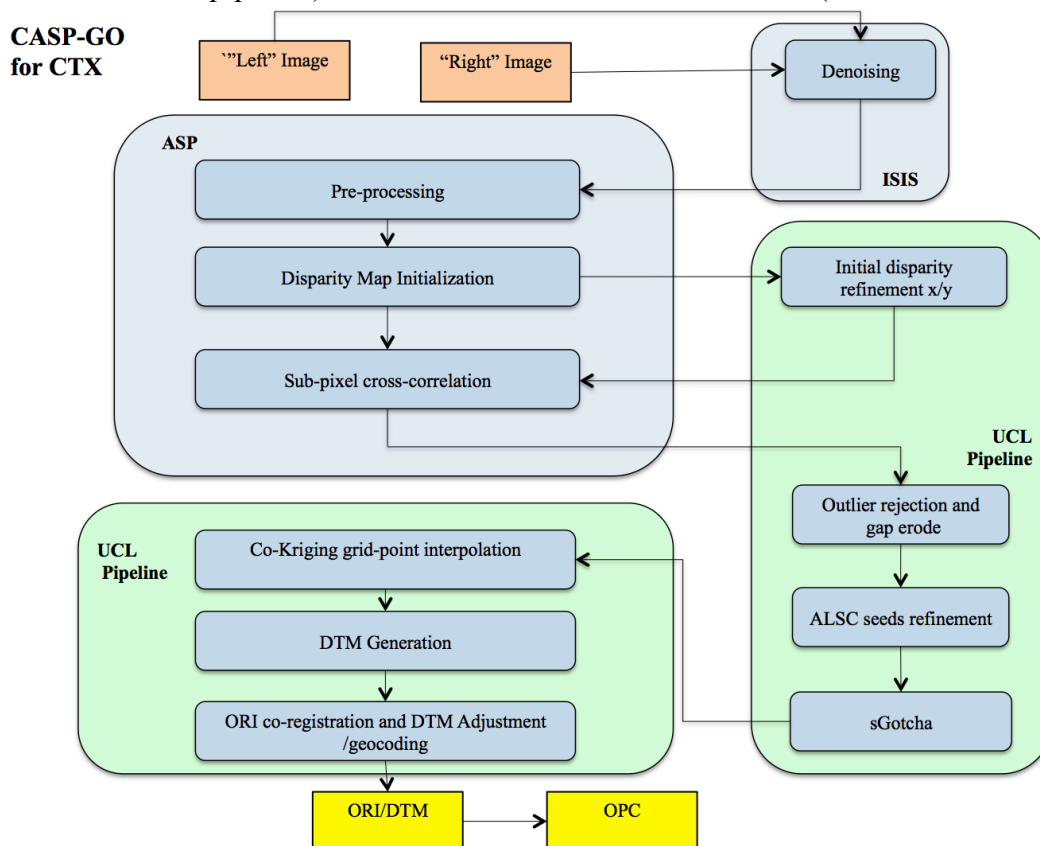 CASP-GO
for CTX
`”Left” Image
“Right” Image
Denoising
ISIS
ASP
Pre-processing
Disparity Map Initialization
Sub-pixel cross-correlation
Initial disparity
refinement x/y
UCL
Pipeline
Outlier rejection and
gap erode
ALSC seeds refinement
sGotcha
UCL
Pipeline
Co-Kriging grid-point interpolation
DTM Generation
ORI co-registration and DTM Adjustment
/geocoding
ORI/DTM
OPC